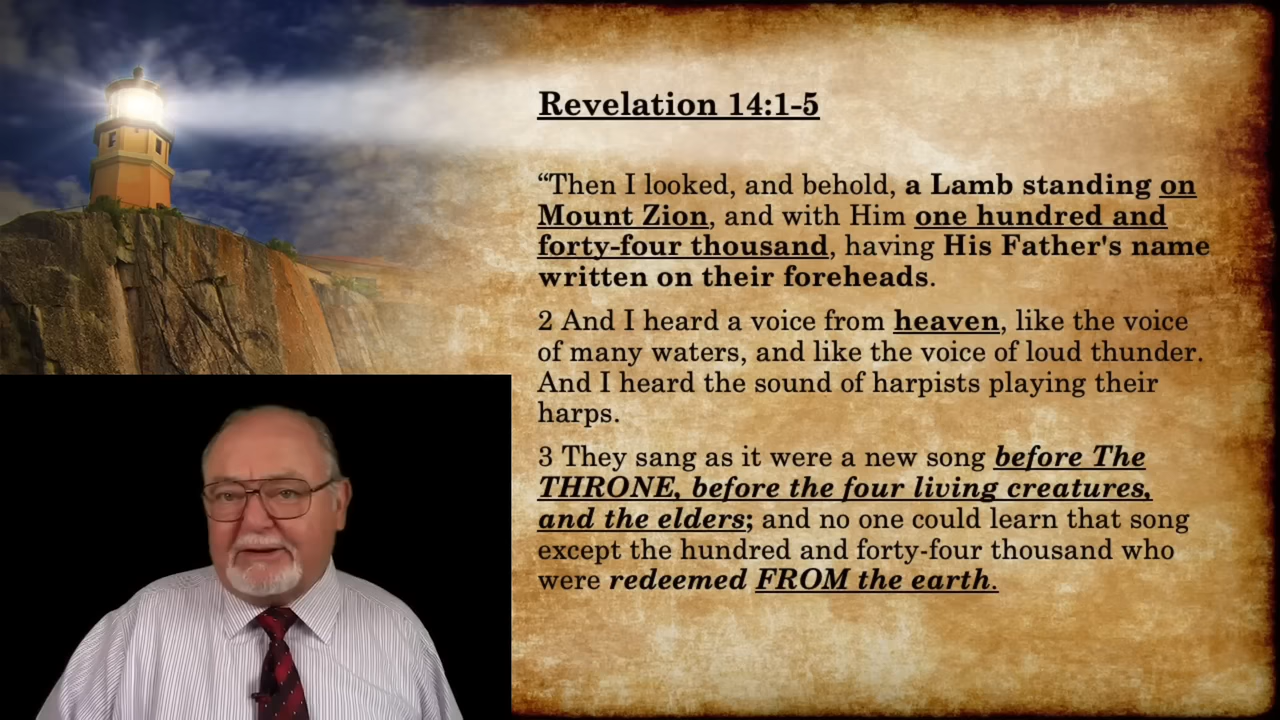 Revelation 14:1-5
“Then I looked, and behold, a Lamb standing on
Mount Zion, and with Him one hundred and
forty-four thousand, having His Father's name
written on their foreheads.
2 And I heard a voice from heaven, like the voice
of many waters, and like the voice of loud thunder.
And I heard the sound of harpists playing their
harps.
3 They sang as it were a new song before The
THRONE, before the four living creatures,
and the elders; and no one could learn that song
except the hundred and forty-four thousand who
were redeemed FROM the earth.